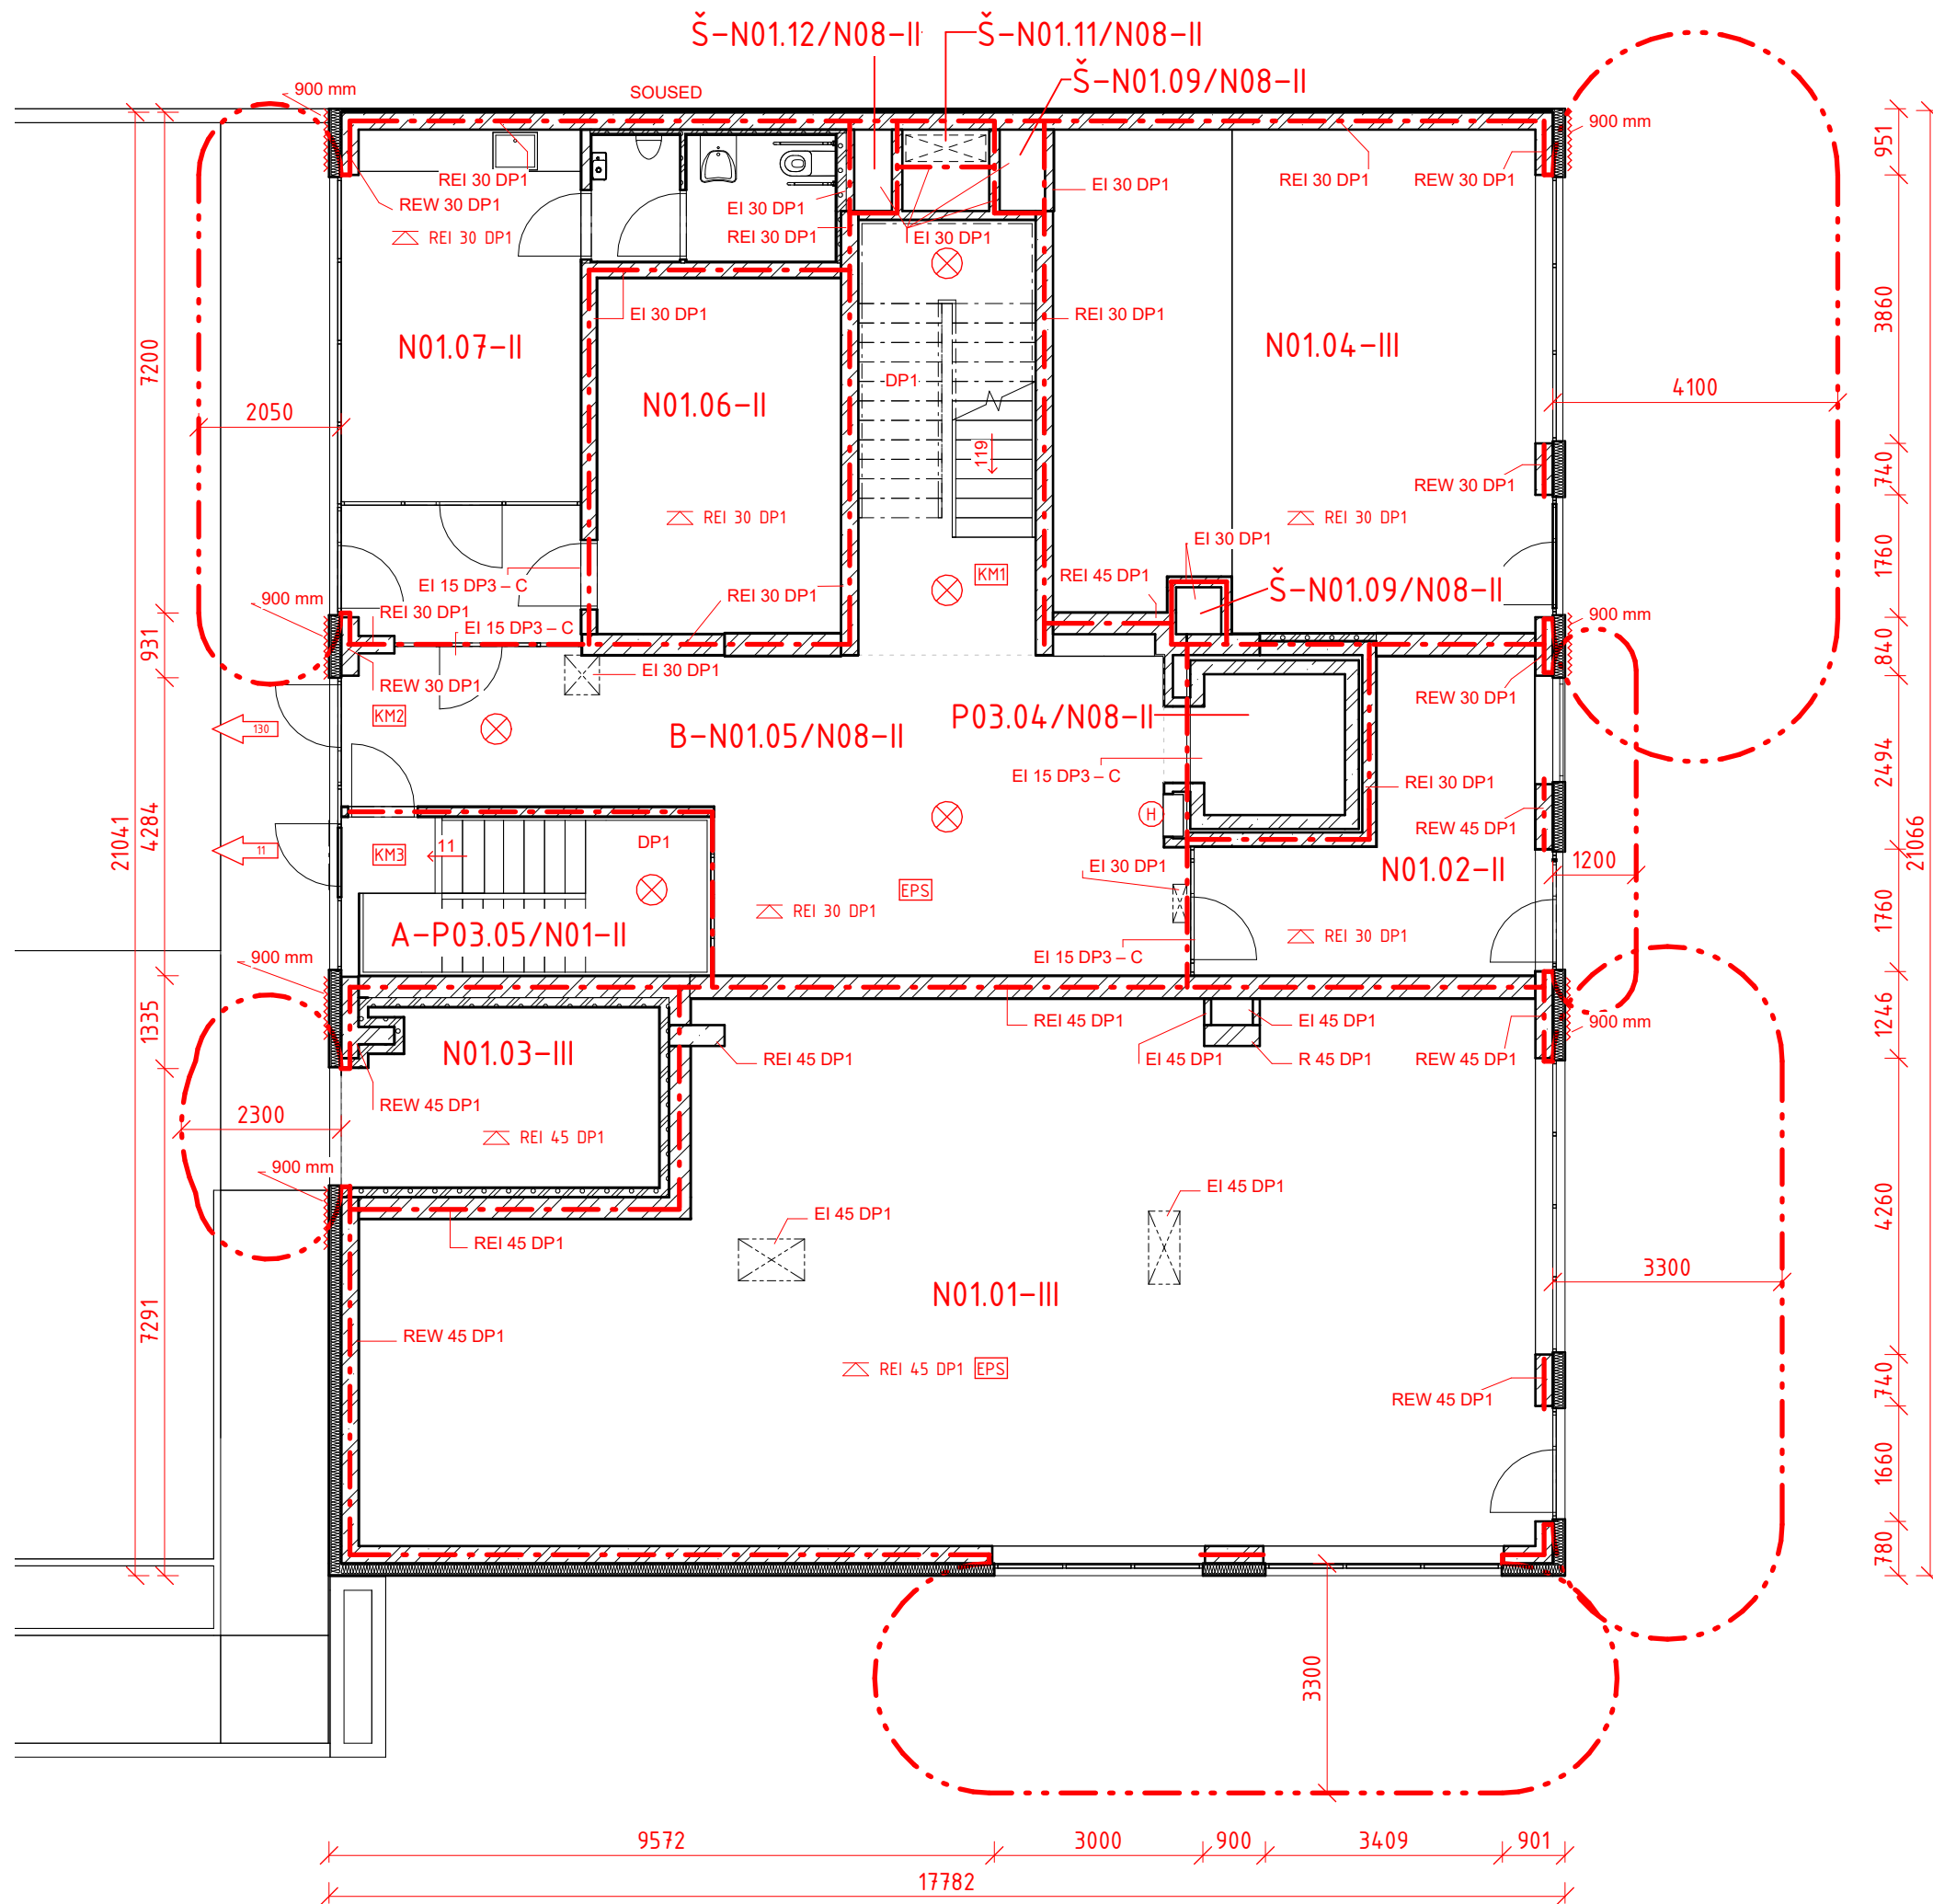 Š-N01.12/N08-II
Š-N01.11/N08-II
Š-N01.09/N08-II
900 mm
SOUSED
900 mm
REI 30 DP1
REW 30 DP1
REI 30 DP1
EI 30 DP1
REI 30 DP1
EI 30 DP1
EI 30 DP1
REI 30 DP1
REW 30 DP1
951
3860
EI 30 DP1
REI 30 DP1
N01.07-II
N01.04-III
7200
2050
N01.06-II
DP1
4100
119
REI 30 DP1
REI 30 DP1
REW 30 DP1
740
1760
EI 30 DP1
EI 15 DP3 – C
KM1
REI 45 DP1
Š-N01.09/N08-II
900 mm
REI 30 DP1
EI 15 DP3 – C
REI 30 DP1
900 mm
931
840
EI 30 DP1
REW 30 DP1
REW 30 DP1
KM2
130
B-N01.05/N08-II
P03.04/N08-II
EI 15 DP3 – C
REI 30 DP1
2494
H
REW 45 DP1
21041
4284
21066
11
KM3
11
DP1
EI 30 DP1
N01.02-II
1200
EPS
REI 30 DP1
A-P03.05/N01-II
REI 30 DP1
1760
900 mm
EI 15 DP3 – C
1335
REI 45 DP1
EI 45 DP1
900 mm
1246
N01.03-III
REI 45 DP1
EI 45 DP1
R 45 DP1
REW 45 DP1
REW 45 DP1
2300
REI 45 DP1
900 mm
EI 45 DP1
EI 45 DP1
4260
REI 45 DP1
N01.01-III
3300
7291
REW 45 DP1
REI 45 DP1
EPS
REW 45 DP1
740
1660
780
3300
9572
3000
900
3409
901
17782